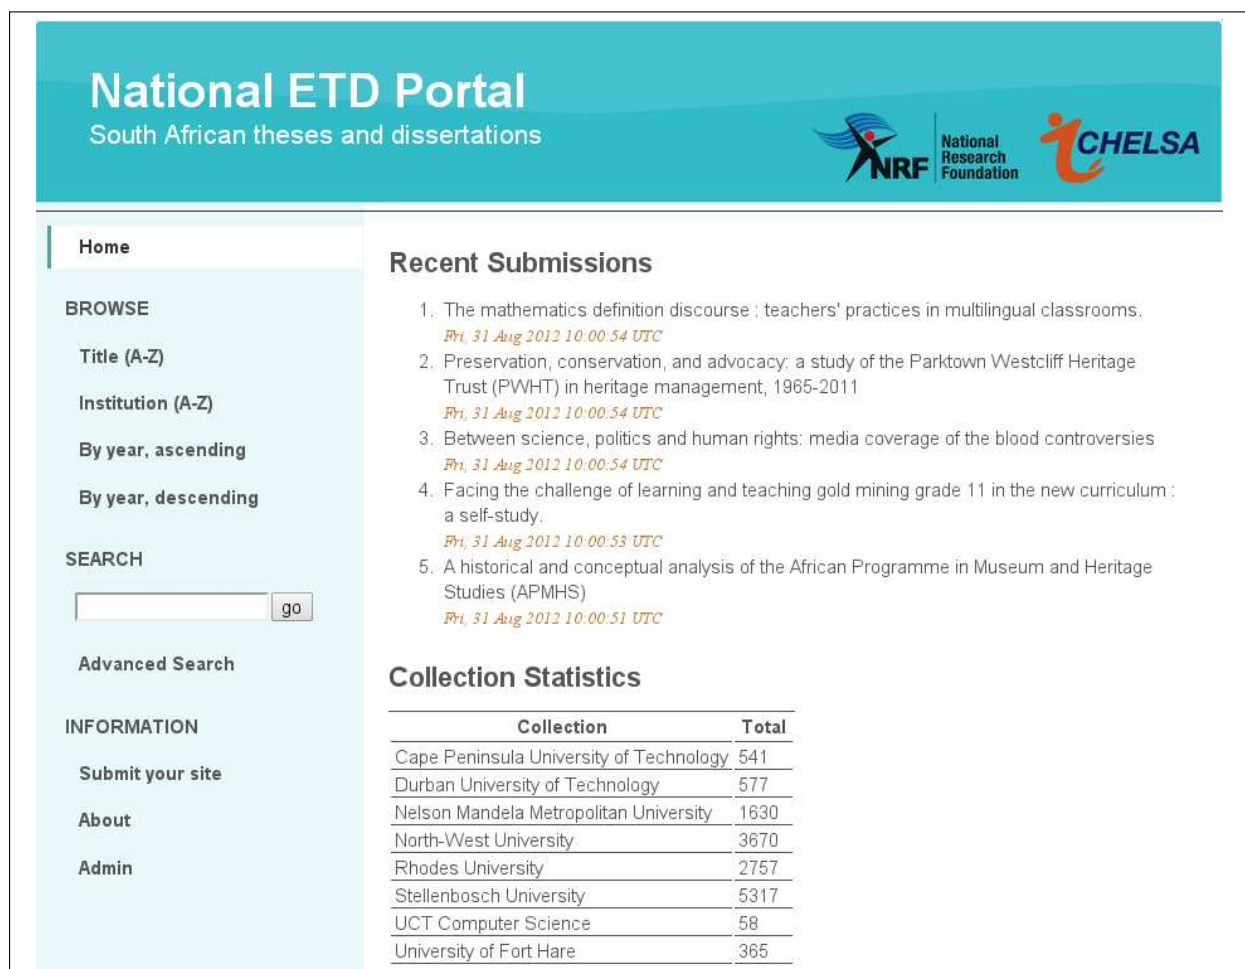 National ETD Portal
South African theses and dissertations
NRF
National
Research
Foundation
CHELSA
Home
BROWSE
Title (A-Z)
Institution (A-Z)
By year, ascending
By year, descending
SEARCH
go
Advanced Search
INFORMATION
Submit your site
About
Admin
Recent Submissions
1. The mathematics definition discourse : teachers' practices in multilingual classrooms.
Fri, 31 Aug 2012 10:00:54 UTC
2. Preservation, conservation, and advocacy: a study of the Parktown Westcliff Heritage
Trust (PWHT) in heritage management, 1965-2011
Fri, 31 Aug 2012 10:00:54 UTC
3. Between science, politics and human rights: media coverage of the blood controversies
Fri, 31 Aug 2012 10:00:54 UTC
4. Facing the challenge of learning and teaching gold mining grade 11 in the new curriculum :
a self-study.
Fri, 31 Aug 2012 10:00:53 UTC
5. A historical and conceptual analysis of the African Programme in Museum and Heritage
Studies (APMHS)
Fri, 31 Aug 2012 10:00:51 UTC
Collection Statistics
Collection Total
Cape Peninsula University of Technology 541
Durban University of Technology 577
Nelson Mandela Metropolitan University 1630
North-West University 3670
Rhodes University 2757
Stellenbosch University 5317
UCT Computer Science 58
University of Fort Hare 365